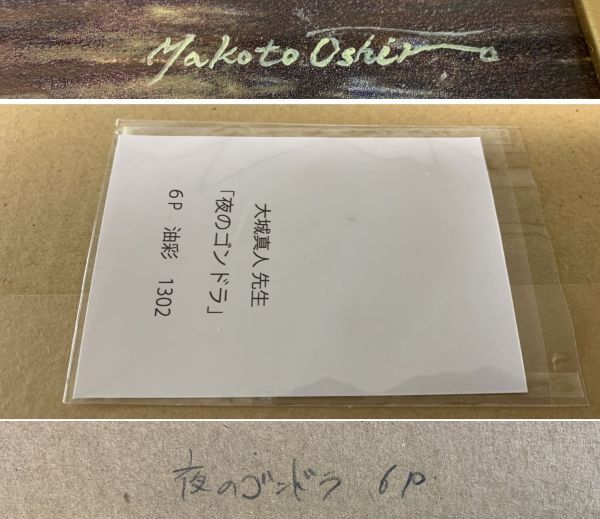 Makoto Oshiro
大城真人 先生
「夜のゴンドラ」
6P 油彩 1302
夜のゴンドラ 6P